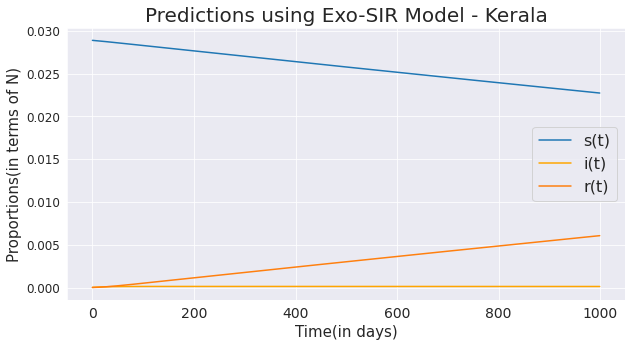 Predictions using Exo-SIR Model - Kerala
Proportions(in terms of N)
0.030
0.025
0.020
0.015
0.010
0.005
0.000
s(t)
i(t)
r(t)
0 200 400 600 800 1000
Time(in days)